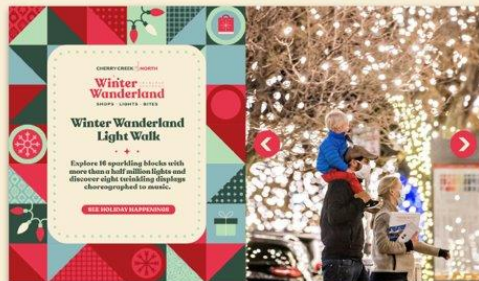 CHERRY CREEK NORTH
Winter
Wanderland
SHOPS · LIGHTS · BITES
Winter Wanderland
Light Walk
Explore 16 sparkling blocks with
more than a half million lights and
discover eight twinkling displays
choreographed to music.
SEE HOLIDAY HAPPENINGS